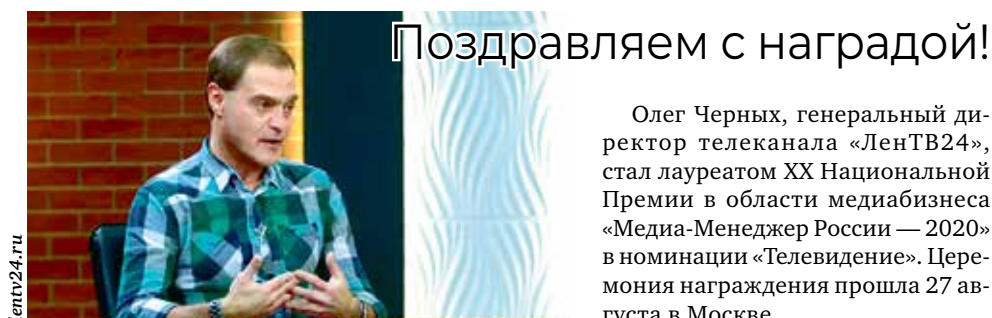 Поздравляем с наградой!
Олег Черных, генеральный ди-
ректор телеканала «ЛенТВ24»,
стал лауреатом XX Национальной
Премии в области медиабизнеса
«Медиа-Менеджер России — 2020»
в номинации «Телевидение». Цере-
мония награждения прошла 27 ав-
густа в Москве.
lentv24.ru